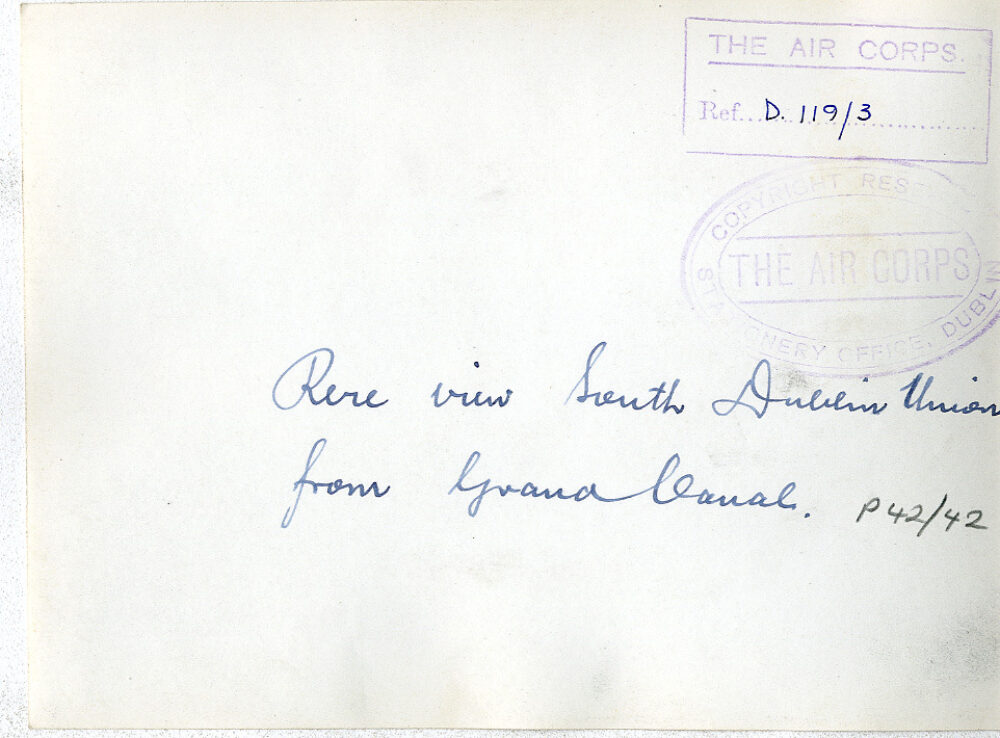 THE AIR CORPS.
Ref... D. 119/3
COPYRIGHT RES
THE AIR CORPS
STATIONERY OFFICE, DUBLIN
Rere view South Dublin Union
from Grand Canal.
P42/42